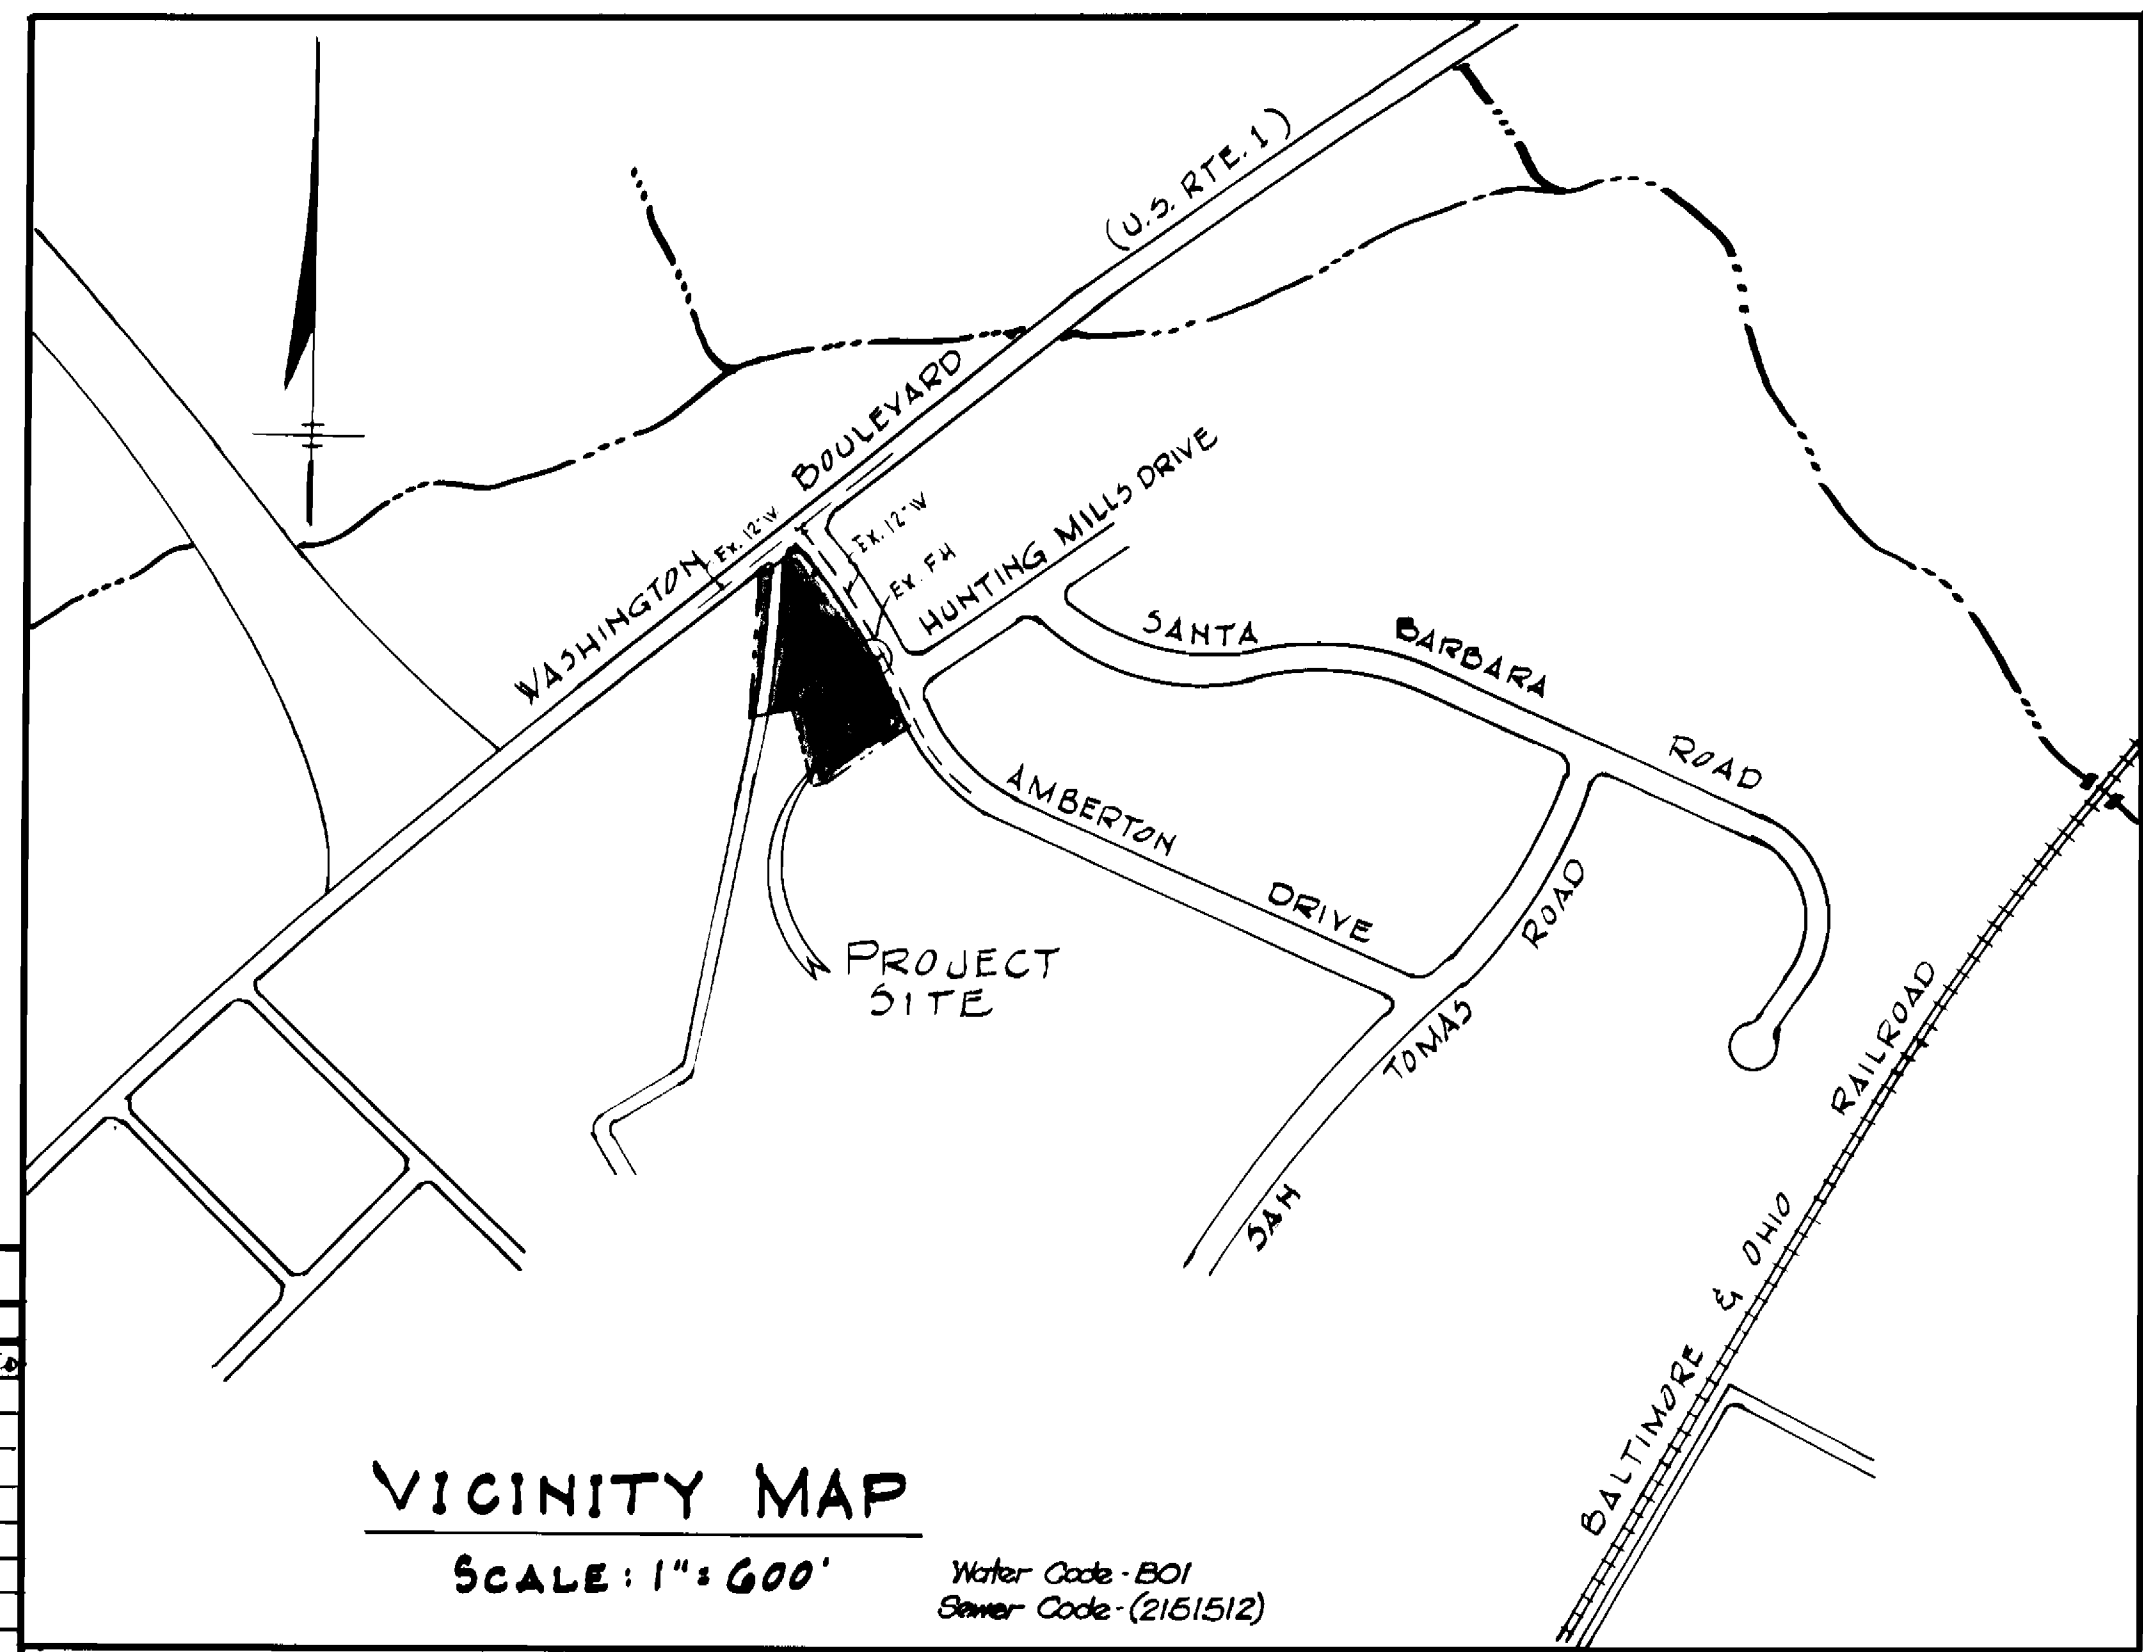 (U.S. RTE. 1)
WASHINGTON BOULEVARD
Ex. 12"W
Ex. 12"W
Ex. FH
HUNTING MILLS DRIVE
SANTA BARBARA ROAD
AMBERTON DRIVE
SAN TOMAS ROAD
PROJECT
SITE
BALTIMORE & OHIO RAILROAD
VICINITY MAP
SCALE: 1"=600'
Water Code - B01
Sewer Code - (2151512)